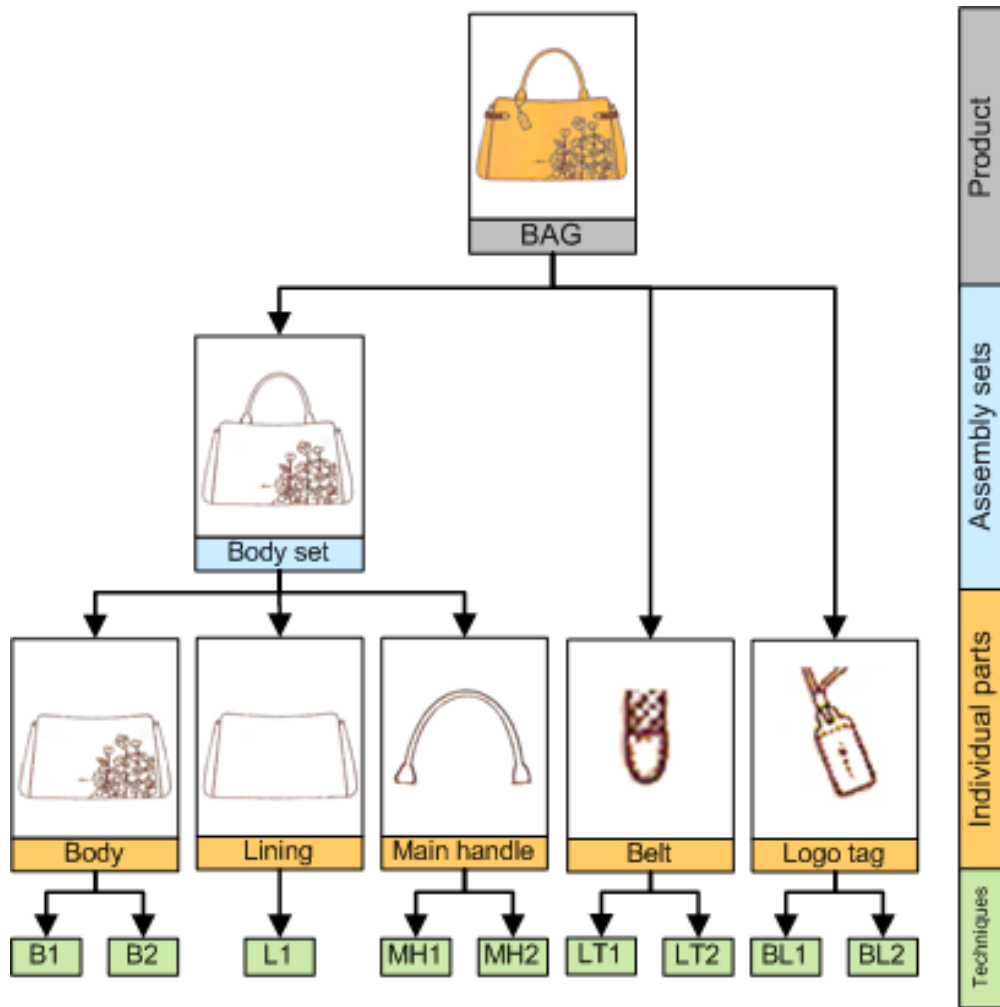 BAG
Product
Body set
Assembly sets
Body
Lining
Main handle
Belt
Logo tag
Individual parts
B1
B2
L1
MH1
MH2
LT1
LT2
BL1
BL2
Techniques